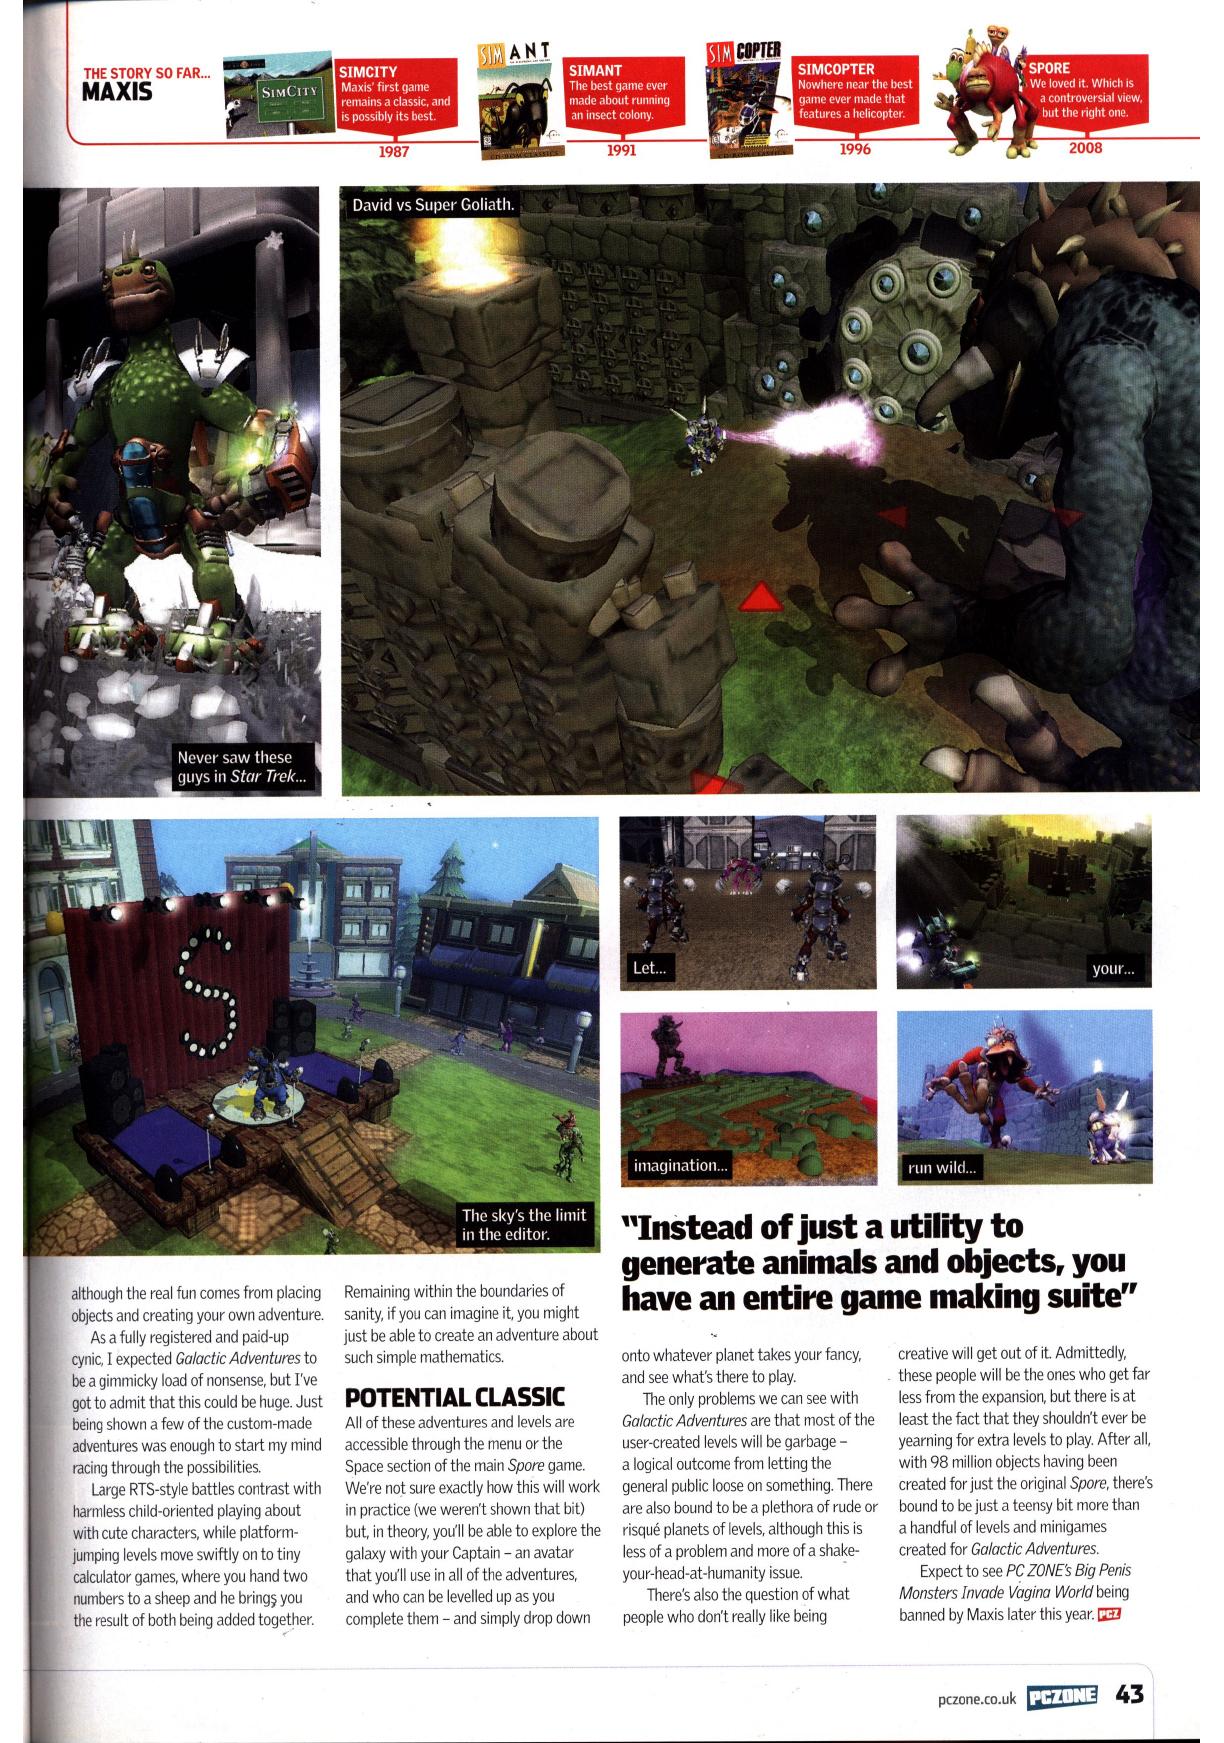 THE STORY SO FAR...
MAXIS
SIMCITY
SIMCITY
Maxis' first game
remains a classic, and
is possibly its best.
1987
SIM ANT
CD-ROM CLASSICS
SIMANT
The best game ever
made about running
an insect colony.
1991
SIM COPTER
CD-ROM CLASSICS
SIMCOPTER
Nowhere near the best
game ever made that
features a helicopter.
1996
SPORE
We loved it. Which is
a controversial view,
but the right one.
2008
Never saw these
guys in Star Trek...
David vs Super Goliath.
S
The sky's the limit
in the editor.
Let...
your...
imagination...
run wild...
"Instead of just a utility to
generate animals and objects, you
have an entire game making suite"
although the real fun comes from placing
objects and creating your own adventure.
As a fully registered and paid-up
cynic, I expected Galactic Adventures to
be a gimmicky load of nonsense, but I've
got to admit that this could be huge. Just
being shown a few of the custom-made
adventures was enough to start my mind
racing through the possibilities.
Large RTS-style battles contrast with
harmless child-oriented playing about
with cute characters, while platform-
jumping levels move swiftly on to tiny
calculator games, where you hand two
numbers to a sheep and he brings you
the result of both being added together.
Remaining within the boundaries of
sanity, if you can imagine it, you might
just be able to create an adventure about
such simple mathematics.
POTENTIAL CLASSIC
All of these adventures and levels are
accessible through the menu or the
Space section of the main Spore game.
We're not sure exactly how this will work
in practice (we weren't shown that bit)
but, in theory, you'll be able to explore the
galaxy with your Captain – an avatar
that you'll use in all of the adventures,
and who can be levelled up as you
complete them – and simply drop down
onto whatever planet takes your fancy,
and see what's there to play.
The only problems we can see with
Galactic Adventures are that most of the
user-created levels will be garbage –
a logical outcome from letting the
general public loose on something. There
are also bound to be a plethora of rude or
risqué planets of levels, although this is
less of a problem and more of a shake-
your-head-at-humanity issue.
There's also the question of what
people who don't really like being
creative will get out of it. Admittedly,
these people will be the ones who get far
less from the expansion, but there is at
least the fact that they shouldn't ever be
yearning for extra levels to play. After all,
with 98 million objects having been
created for just the original Spore, there's
bound to be just a teensy bit more than
a handful of levels and minigames
created for Galactic Adventures.
Expect to see PC ZONE's Big Penis
Monsters Invade Vagina World being
banned by Maxis later this year. PCZ
pczone.co.uk PCZONE 43